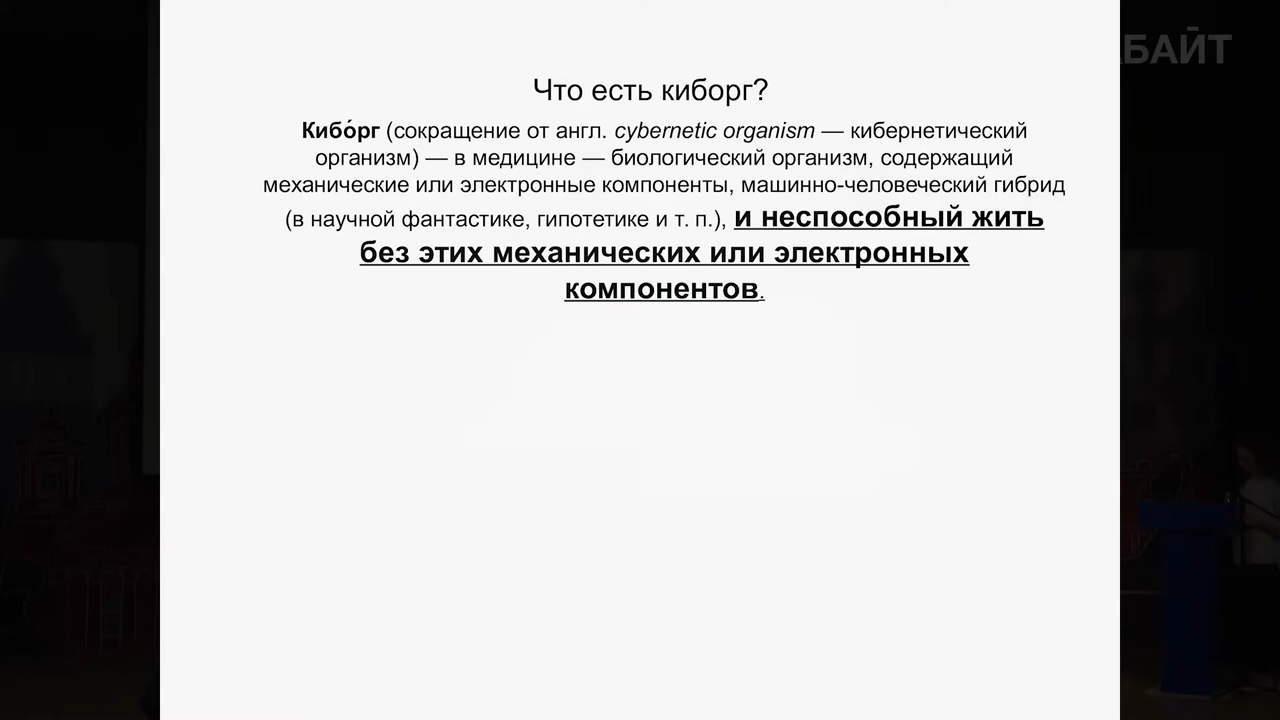 АБАЙТ
Что есть киборг?
Кибо́рг (сокращение от англ. cybernetic organism — кибернетический
организм) — в медицине — биологический организм, содержащий
механические или электронные компоненты, машинно-человеческий гибрид
(в научной фантастике, гипотетике и т. п.), и неспособный жить
без этих механических или электронных
компонентов.